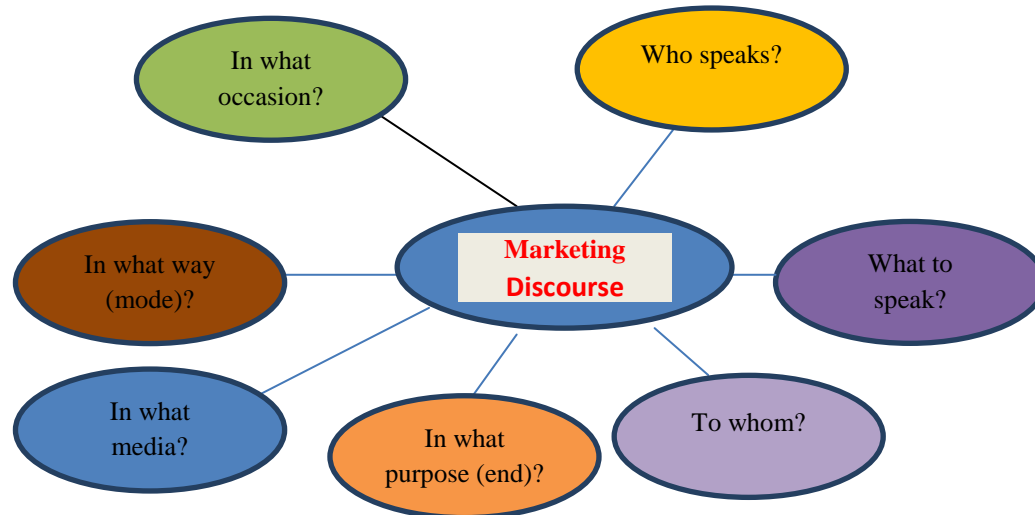 In what
occasion?
Who speaks?
Marketing
Discourse
In what way
(mode)?
What to
speak?
In what
media?
In what
purpose (end)?
To whom?